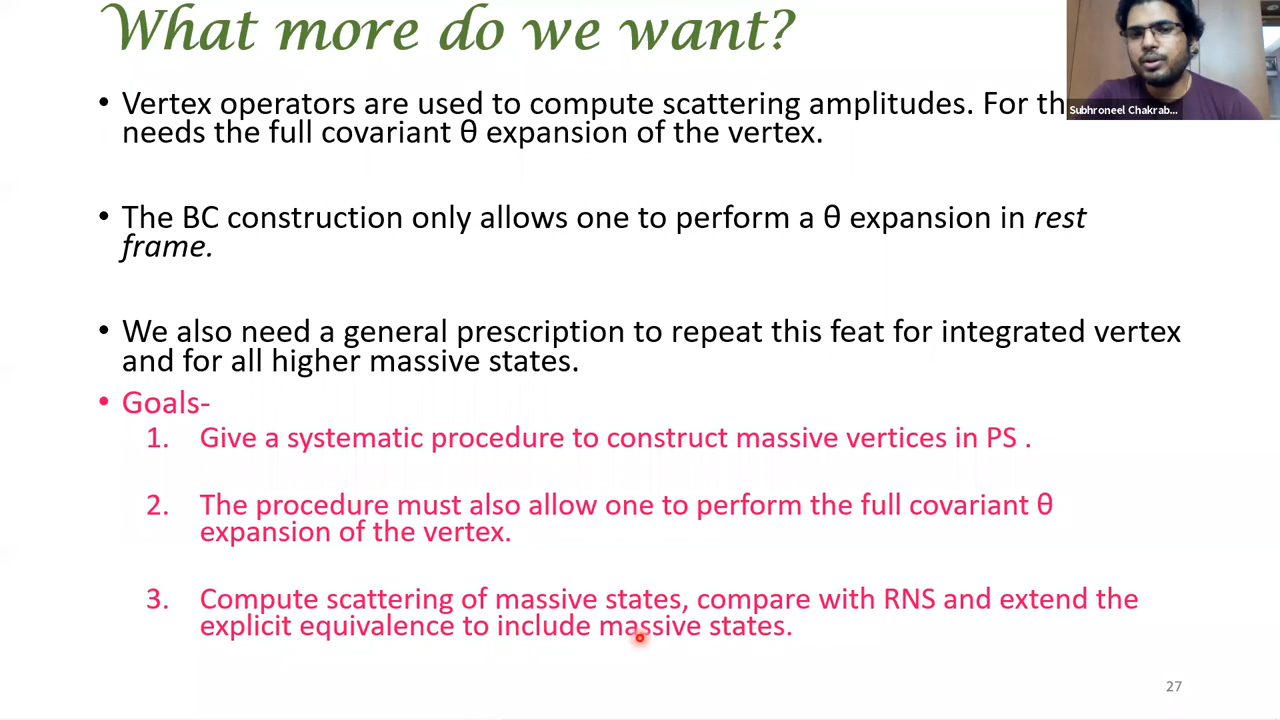 What more do we want?
• Vertex operators are used to compute scattering amplitudes. For th
needs the full covariant θ expansion of the vertex.
Subhroneel Chakrab...
• The BC construction only allows one to perform a θ expansion in rest
frame.
• We also need a general prescription to repeat this feat for integrated vertex
and for all higher massive states.
• Goals-
1. Give a systematic procedure to construct massive vertices in PS .
2. The procedure must also allow one to perform the full covariant θ
expansion of the vertex.
3. Compute scattering of massive states, compare with RNS and extend the
explicit equivalence to include massive states.
27